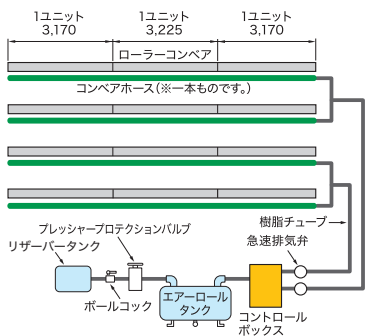 1ユニット
3,170
1ユニット
3,225
1ユニット
3,170
ローラーコンベア
コンベアホース(※一本ものです。)
樹脂チューブ
急速排気弁
プレッシャープロテクションバルブ
リザーバータンク
エアーロール
タンク
ボールコック
コントロール
ボックス